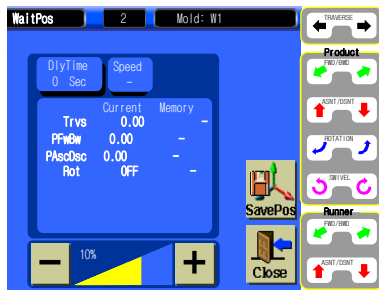 WaitPos 2 Mold: W1
TRAVERSE
Product
FWD/BWD
ASNT/DSNT
ROTATION
SWIVEL
Runner
FWD/BWD
ASNT/DSNT
DlyTime Speed
0 Sec -
Current Memory
Trvs 0.00 -
PFwBw 0.00 -
PAscDsc 0.00 -
Rot OFF -
SavePos
10%
Close